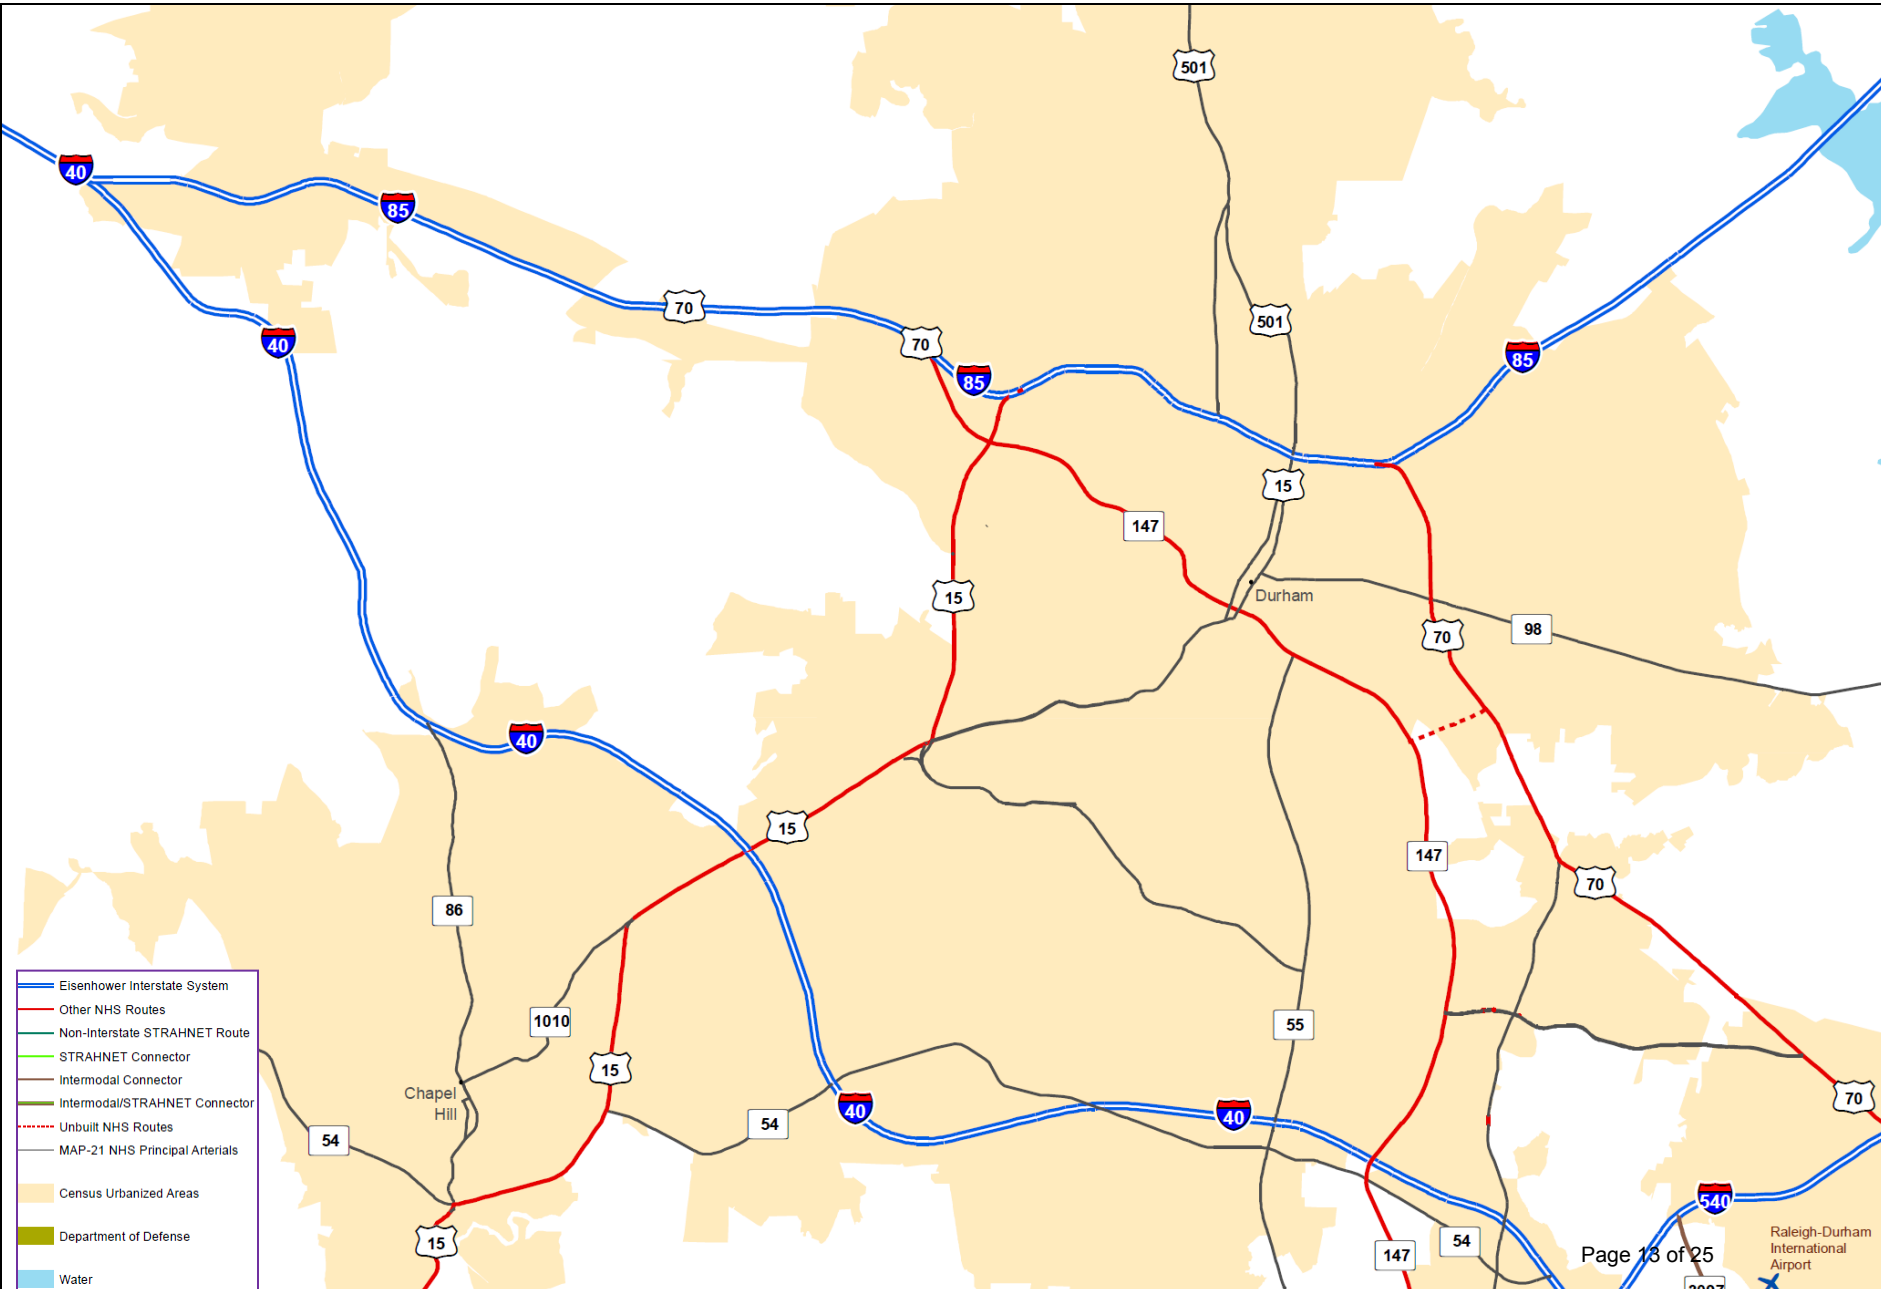 501
40
85
70
501
40
70
85
85
15
147
15
Durham
98
70
40
15
147
70
86
Eisenhower Interstate System
Other NHS Routes
Non-Interstate STRAHNET Route
STRAHNET Connector
Intermodal Connector
Intermodal/STRAHNET Connector
Unbuilt NHS Routes
MAP-21 NHS Principal Arterials
Census Urbanized Areas
Department of Defense
Water
1010
55
15
Chapel
Hill
54
54
40
40
70
15
147
54
540
Page 13 of 25
Raleigh-Durham
International
Airport